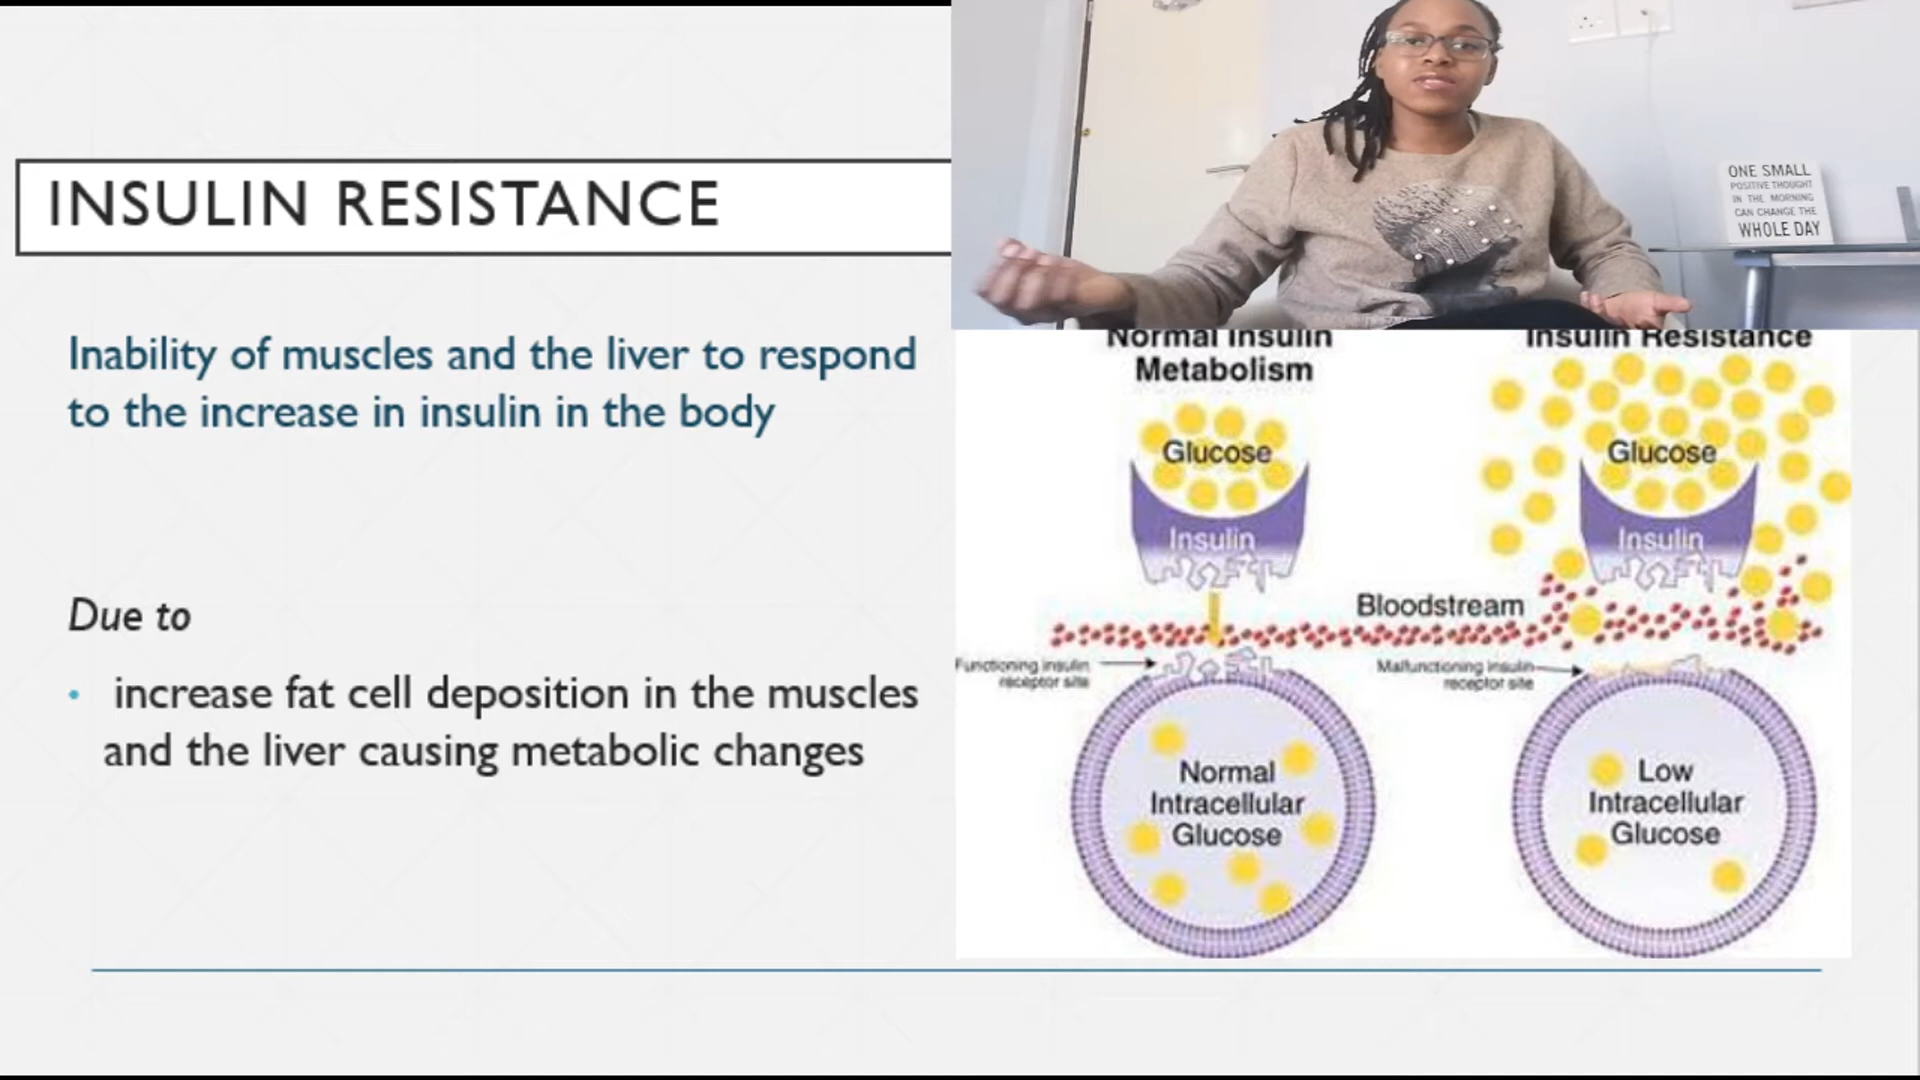 INSULIN RESISTANCE
Inability of muscles and the liver to respond
to the increase in insulin in the body
Due to
• increase fat cell deposition in the muscles
and the liver causing metabolic changes
ONE SMALL
POSITIVE THOUGHT
IN THE MORNING
CAN CHANGE THE
WHOLE DAY
Normal Insulin
Metabolism
Insulin Resistance
Glucose
Insulin
Glucose
Insulin
Bloodstream
Functioning insulin
receptor site
Malfunctioning insulin
receptor site
Normal
Intracellular
Glucose
Low
Intracellular
Glucose